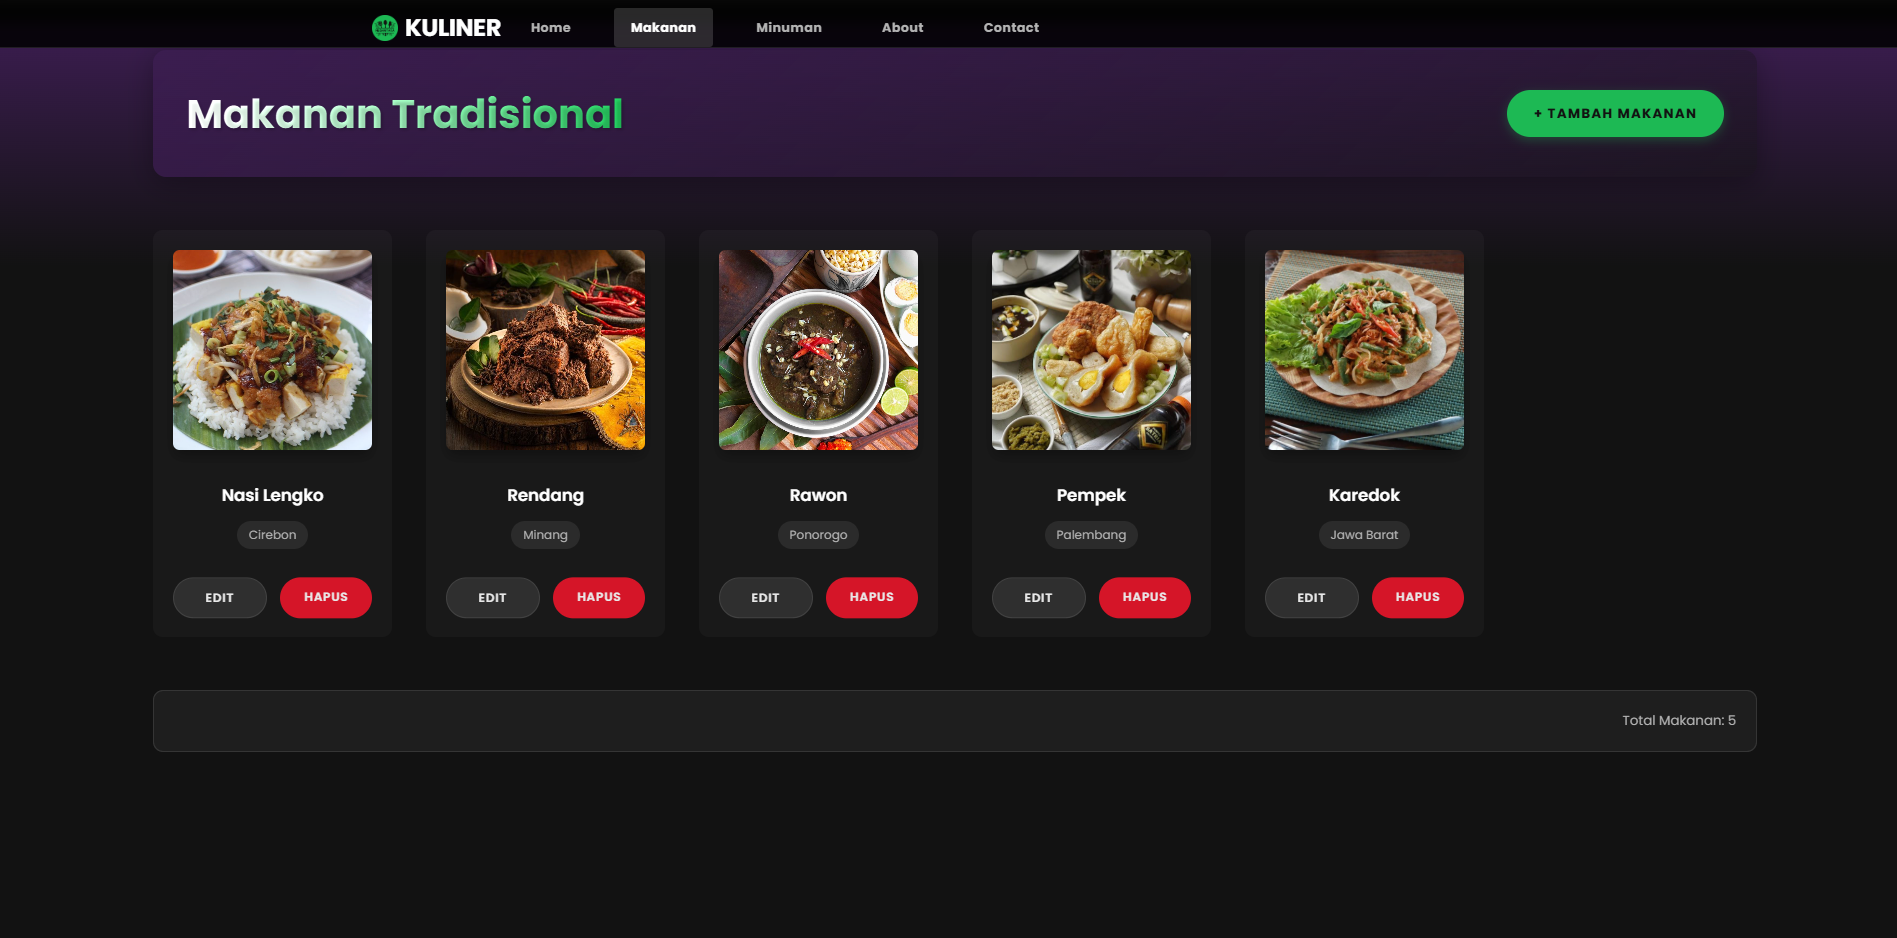 KULINER
Home
Makanan
Minuman
About
Contact
Makanan Tradisional
+ TAMBAH MAKANAN
Nasi Lengko
Cirebon
EDIT
HAPUS
Rendang
Minang
EDIT
HAPUS
Rawon
Ponorogo
EDIT
HAPUS
Pempek
Palembang
EDIT
HAPUS
Karedok
Jawa Barat
EDIT
HAPUS
Total Makanan: 5